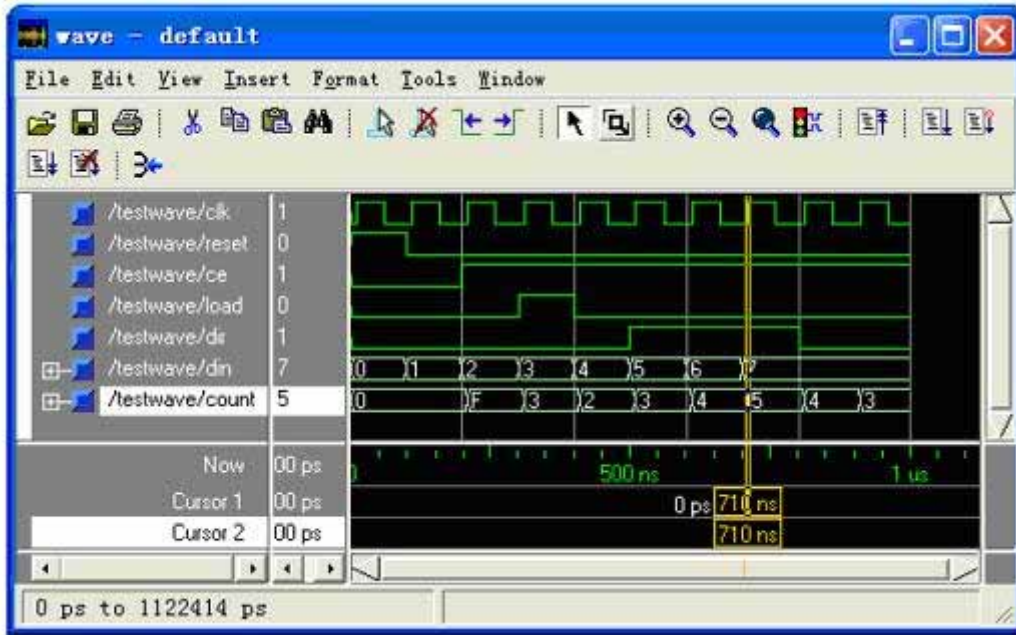 wave - default
File Edit View Insert Format Tools Window
/testwave/clk 1
/testwave/reset 0
/testwave/ce 1
/testwave/load 0
/testwave/dir 1
/testwave/din 7 0 1 2 3 4 5 6 7
/testwave/count 5 0 F 3 2 3 4 5 4 3
Now 00 ps 500 ns 1 us
Cursor 1 00 ps 0 ps 710 ns
Cursor 2 00 ps 710 ns
0 ps to 1122414 ps